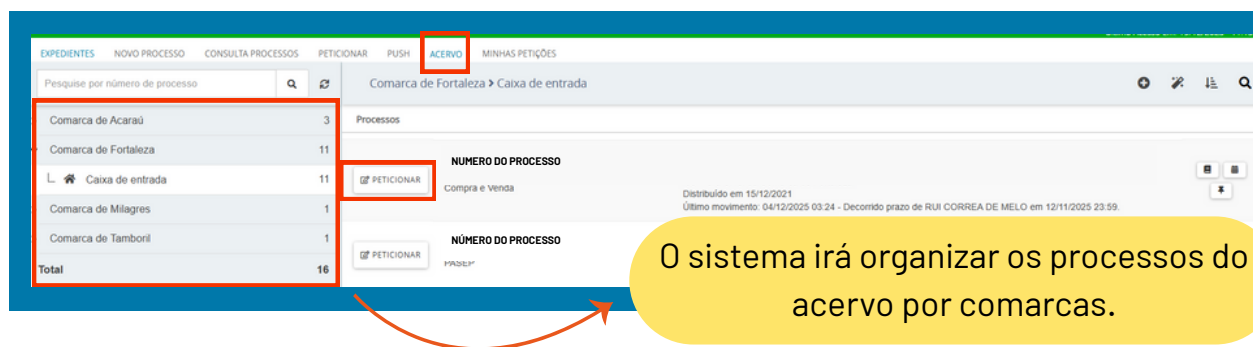 EXPEDIENTES NOVO PROCESSO CONSULTA PROCESSOS PETICIONAR PUSH ACERVO MINHAS PETIÇÕES
Pesquise por número de processo
Comarca de Fortaleza > Caixa de entrada
Comarca de Acaraú 3
Comarca de Fortaleza 11
Caixa de entrada 11
Comarca de Milagres 1
Comarca de Tamboril 1
Total 16
Processos
NUMERO DO PROCESSO
PETICIONAR
Compra e Venda
Distribuído em 15/12/2021
Último movimento: 04/12/2025 03:24 - Decorrido prazo de RUI CORREA DE MELO em 12/11/2025 23:59.
NÚMERO DO PROCESSO
PETICIONAR
PASEP
O sistema irá organizar os processos do
acervo por comarcas.